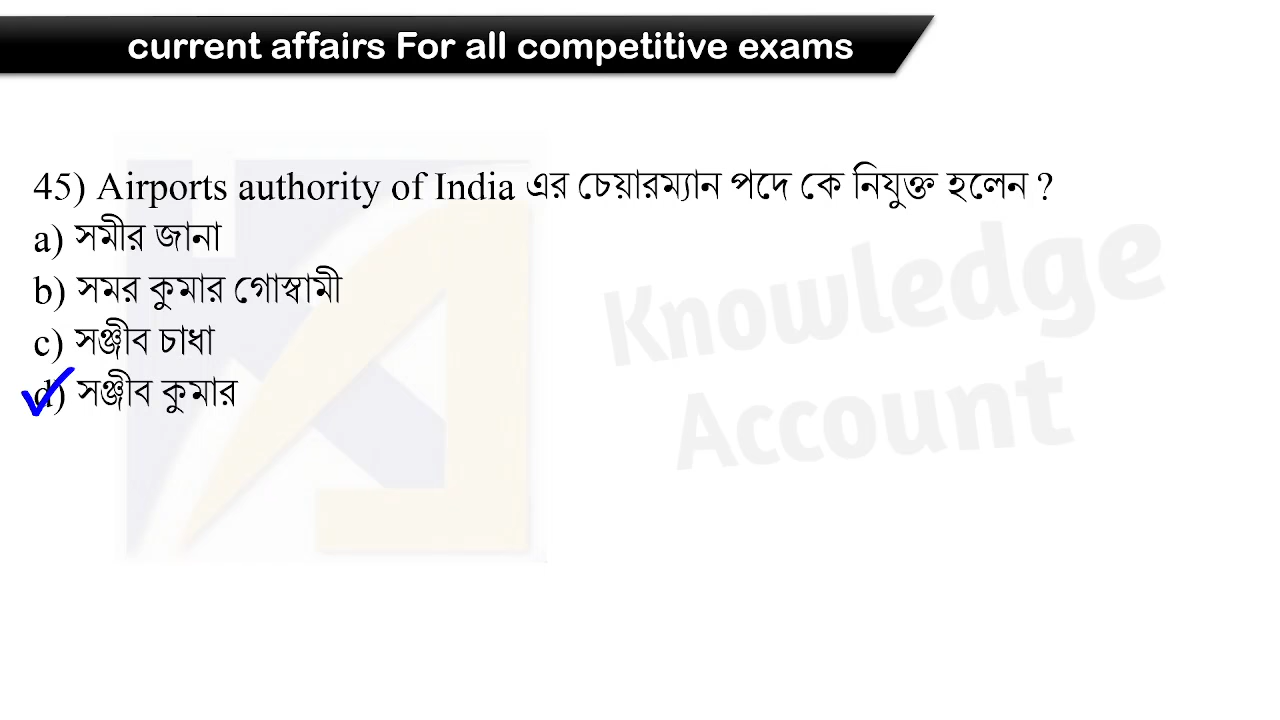 current affairs For all competitive exams
45) Airports authority of India এর চেয়ারম্যান পদে কে নিযুক্ত হলেন ?
a) সমীর জানা
b) সমর কুমার গোস্বামী
c) সঞ্জীব চাধা
d) সঞ্জীব কুমার
Knowledge
Account